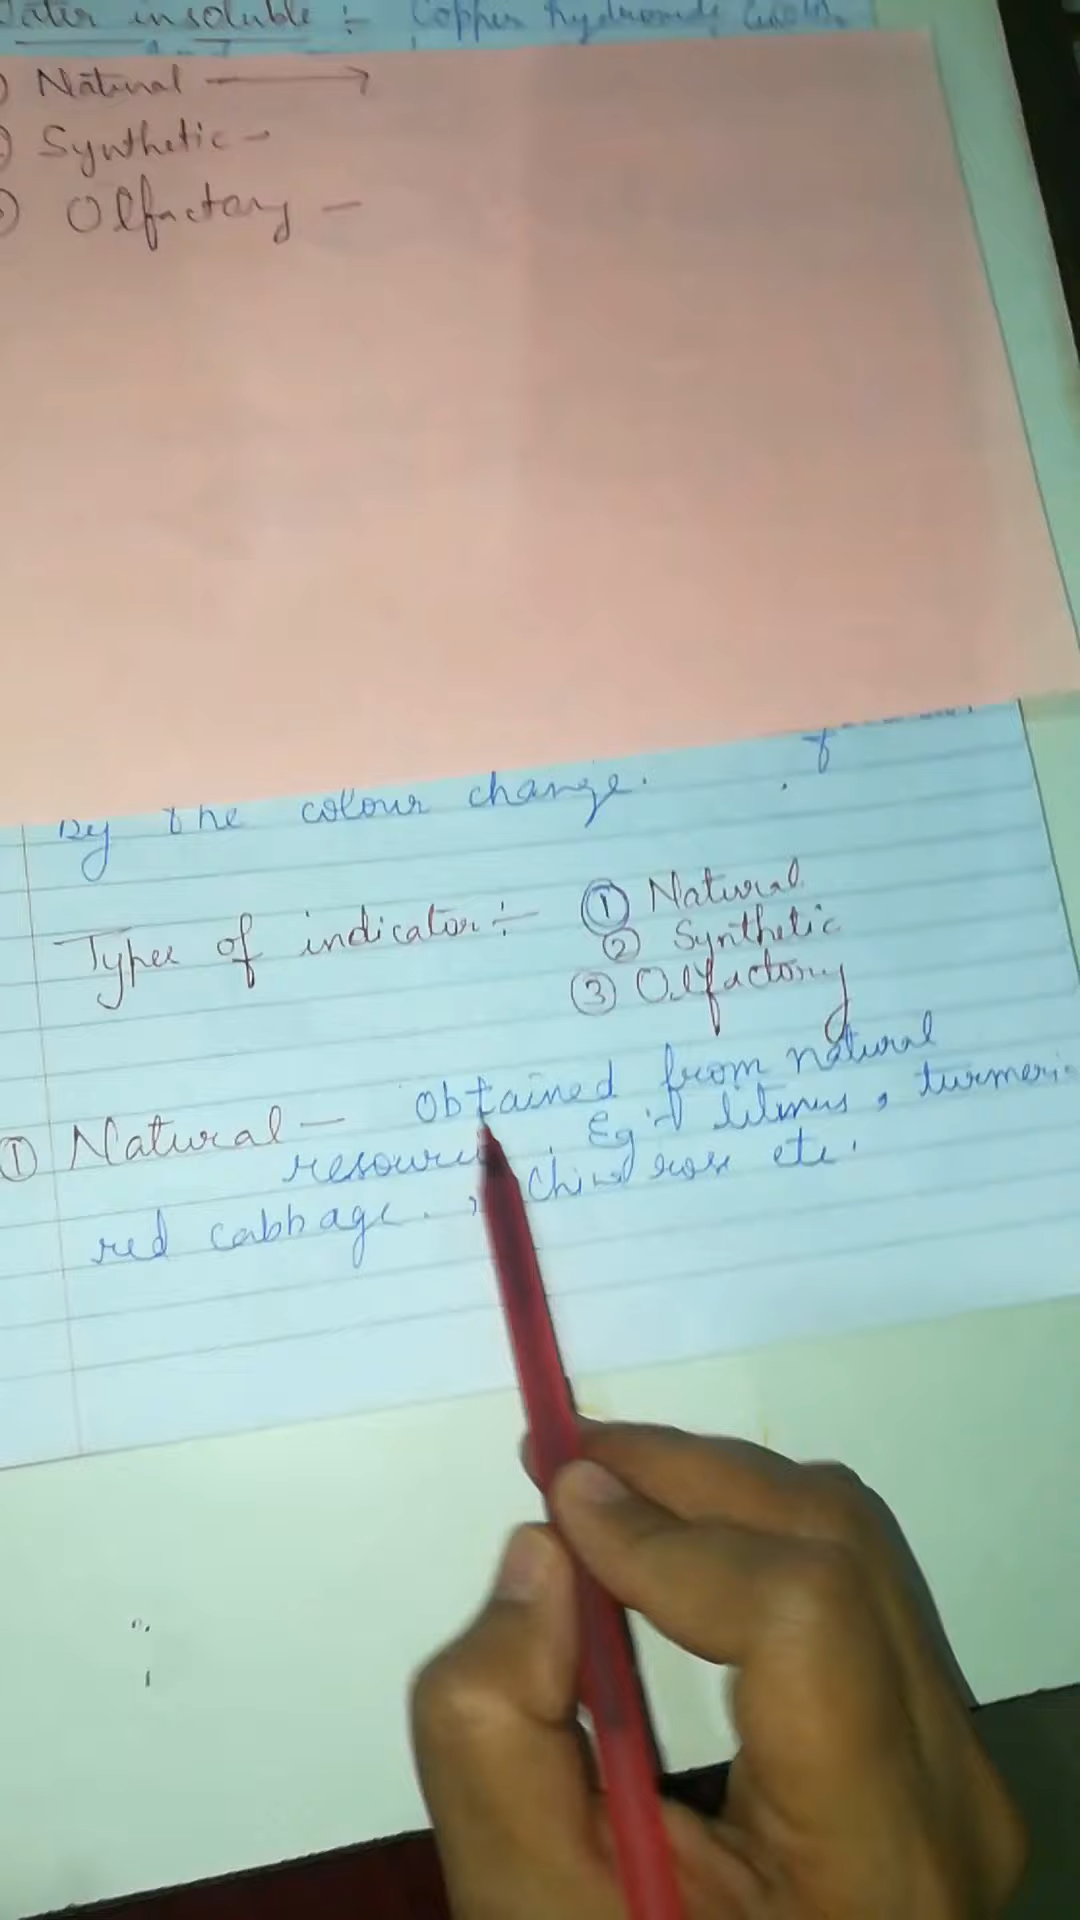 Water insoluble :- Copper hydroxide
Natural →
Synthetic -
Olfactory -
By the colour change.
Types of indicator :- ① Natural
② Synthetic
③ Olfactory
① Natural - Obtained from natural
resource. Eg :- litmus, turmeric
red cabbage, China rose etc.